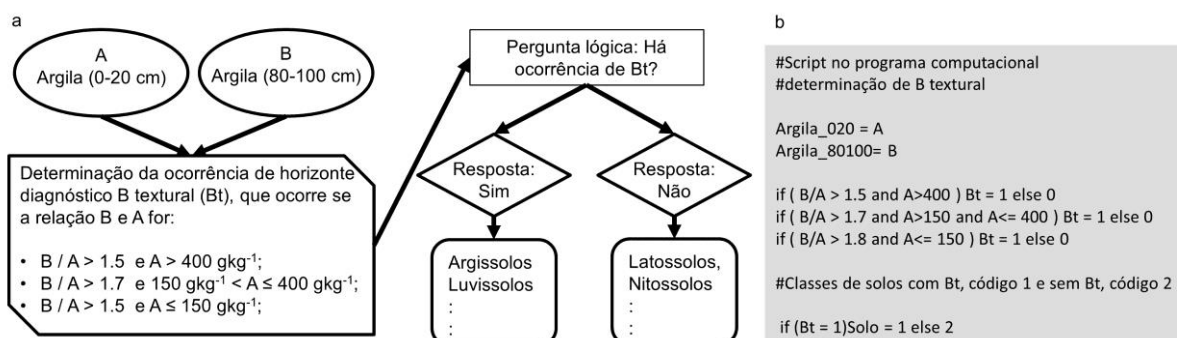 a
A
Argila (0-20 cm)
B
Argila (80-100 cm)
Determinação da ocorrência de horizonte
diagnóstico B textural (Bt), que ocorre se
a relação B e A for:
• B / A > 1.5 e A > 400 gkg⁻¹;
• B / A > 1.7 e 150 gkg⁻¹ < A ≤ 400 gkg⁻¹;
• B / A > 1.5 e A ≤ 150 gkg⁻¹;
Pergunta lógica: Há
ocorrência de Bt?
Resposta:
Sim
Resposta:
Não
Argissolos
Luvissolos
:
:
Latossolos,
Nitossolos
:
:
b
#Script no programa computacional
#determinação de B textural
Argila_020 = A
Argila_80100= B
if ( B/A > 1.5 and A>400 ) Bt = 1 else 0
if ( B/A > 1.7 and A>150 and A<= 400 ) Bt = 1 else 0
if ( B/A > 1.8 and A<= 150 ) Bt = 1 else 0
#Classes de solos com Bt, código 1 e sem Bt, código 2
if (Bt = 1)Solo = 1 else 2